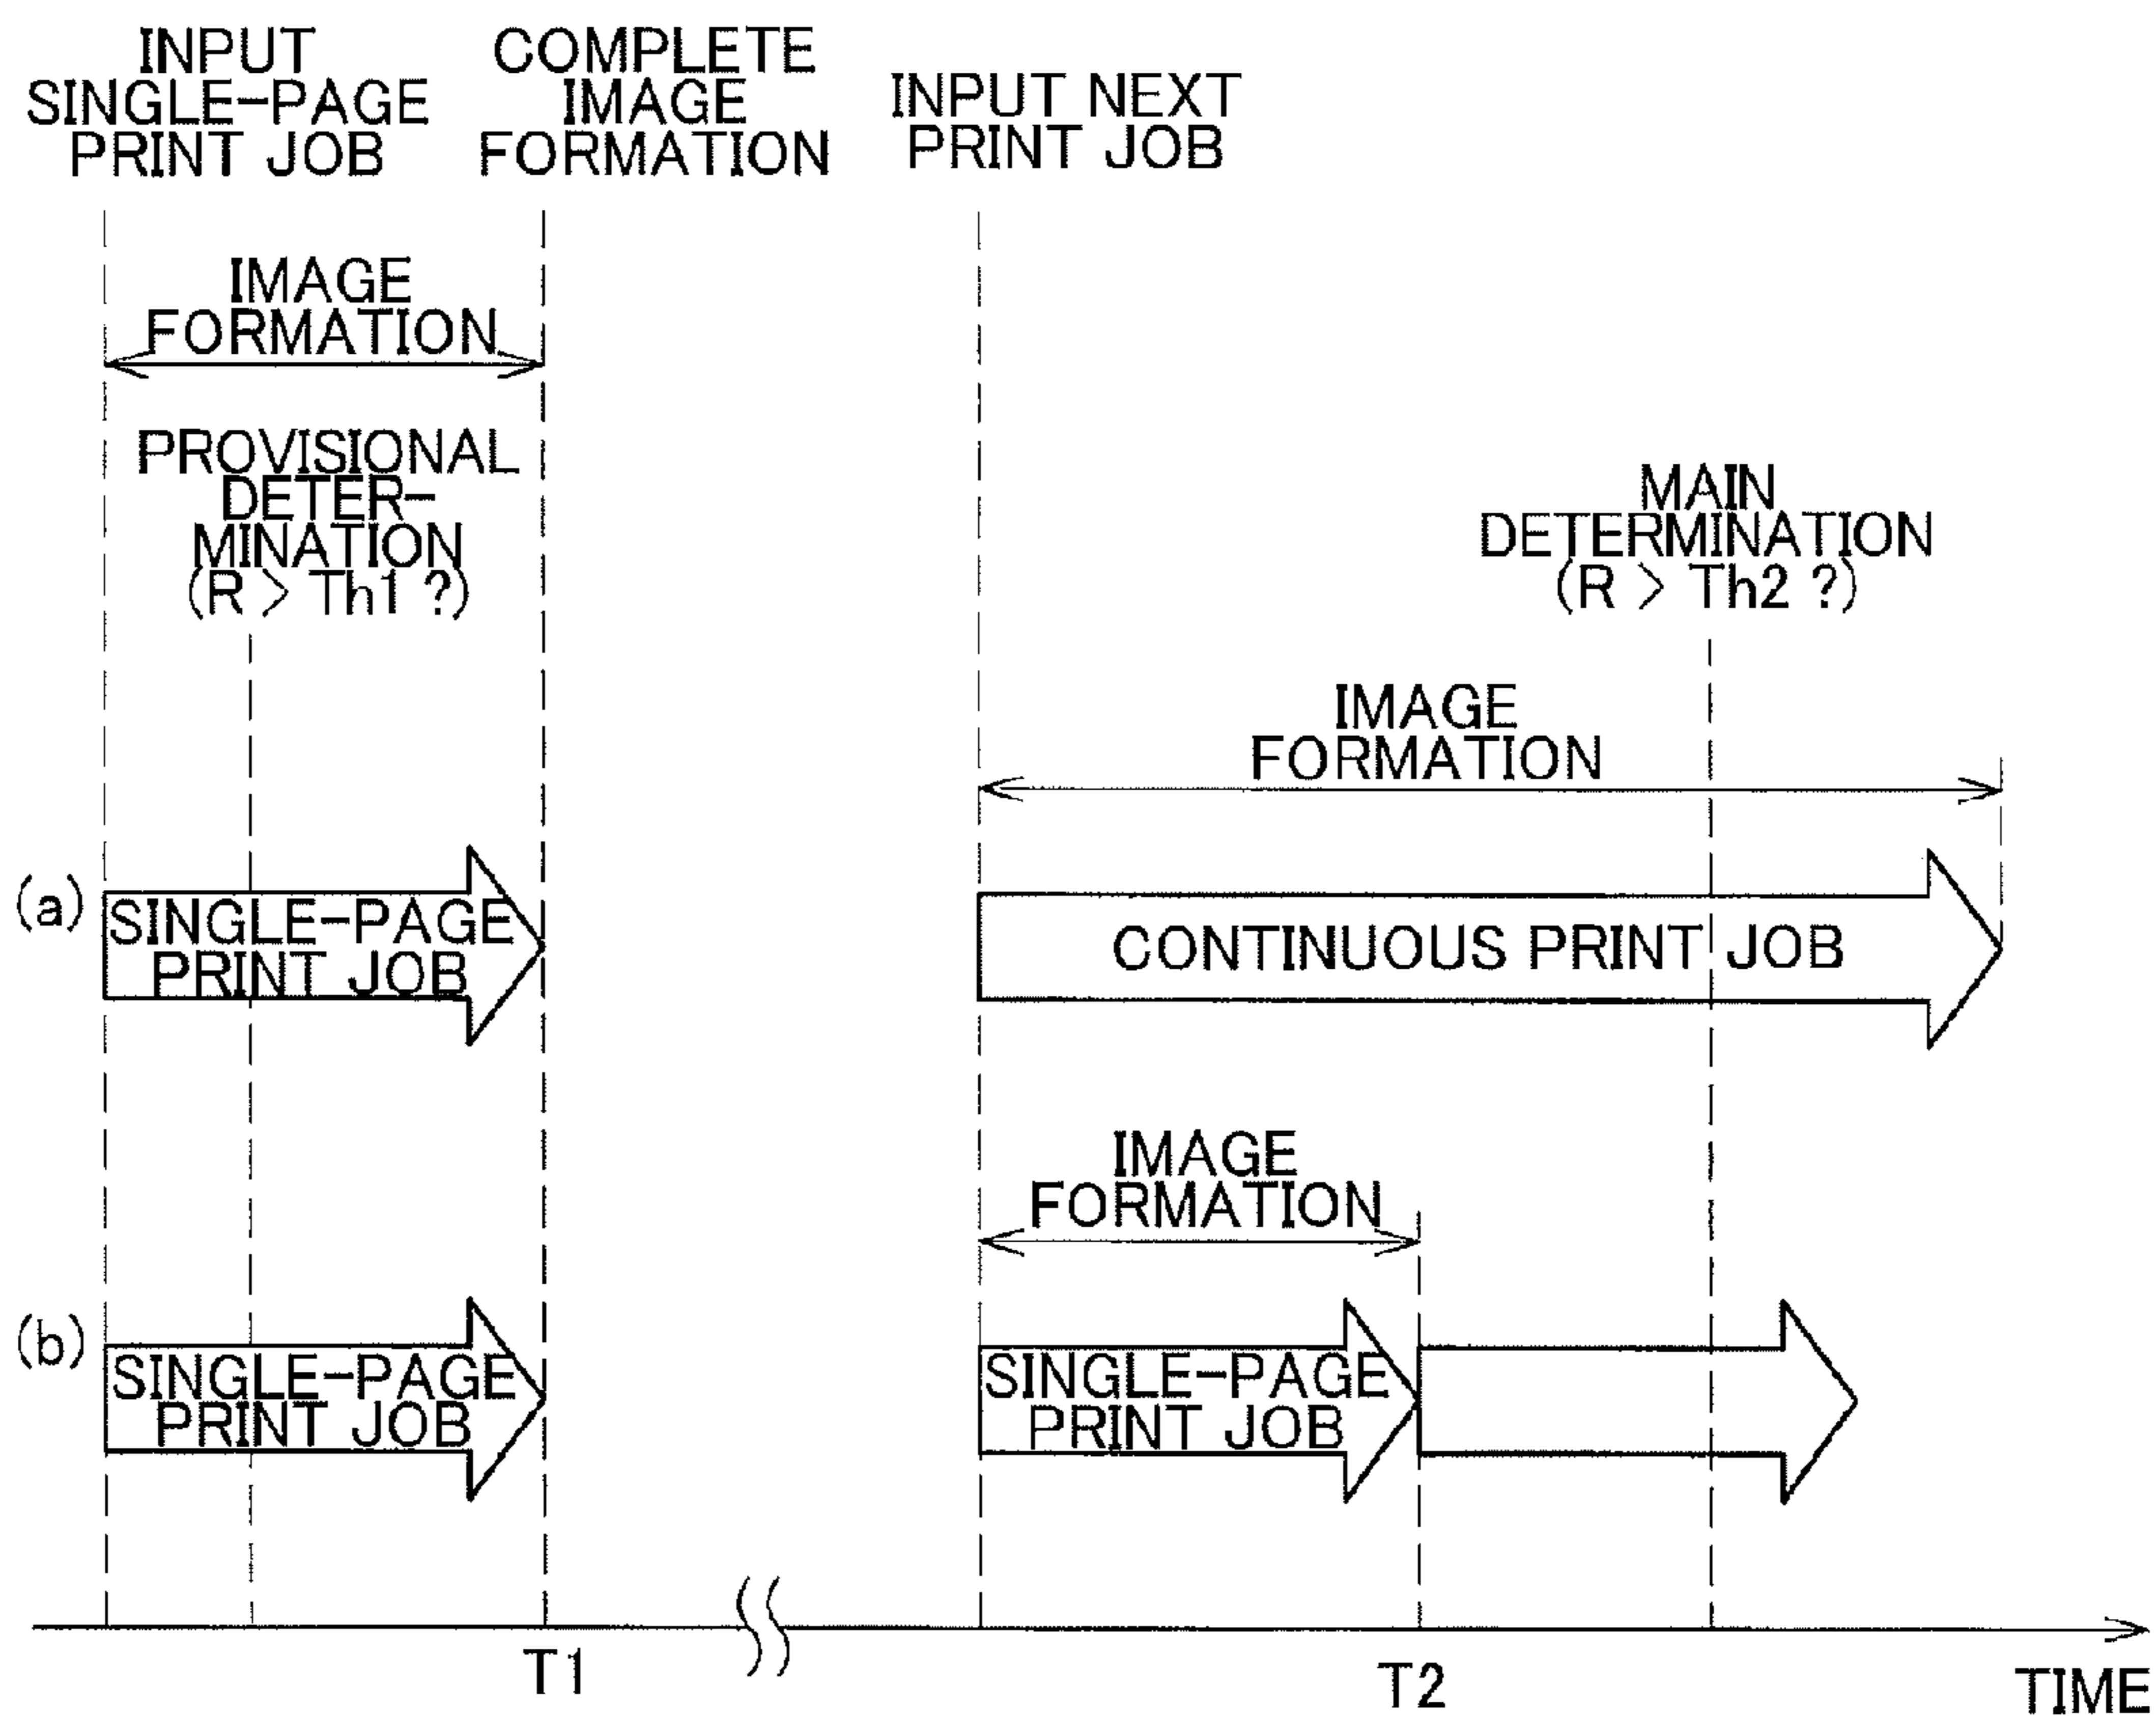 INPUT
SINGLE-PAGE
PRINT JOB
COMPLETE
IMAGE
FORMATION
INPUT NEXT
PRINT JOB
IMAGE
FORMATION
PROVISIONAL
DETER-
MINATION
(R > Th1 ?)
MAIN
DETERMINATION
(R > Th2 ?)
IMAGE
FORMATION
(a)
SINGLE-PAGE
PRINT JOB
CONTINUOUS PRINT JOB
IMAGE
FORMATION
(b)
SINGLE-PAGE
PRINT JOB
SINGLE-PAGE
PRINT JOB
T1
T2
TIME